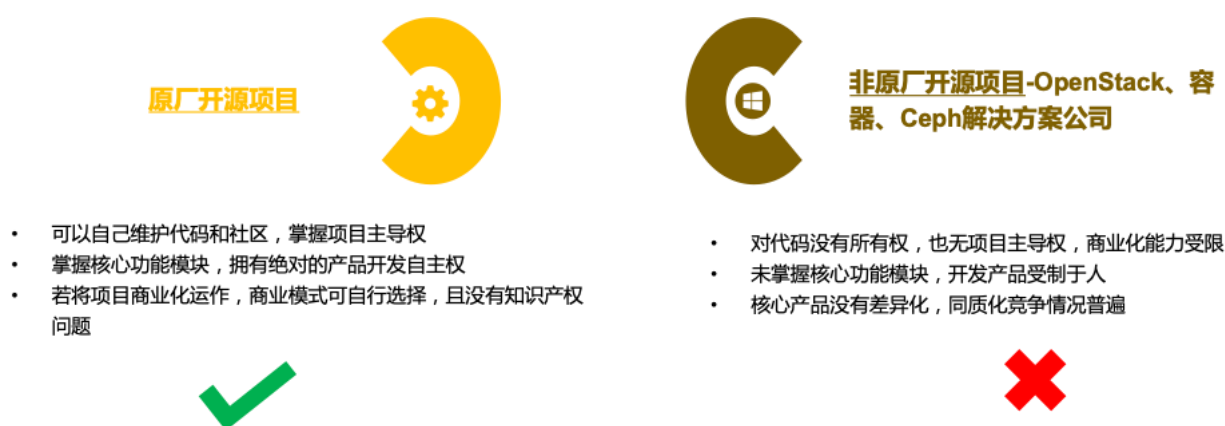 原厂开源项目
非原厂开源项目-OpenStack、容
器、Ceph解决方案公司
• 可以自己维护代码和社区，掌握项目主导权
• 掌握核心功能模块，拥有绝对的产品开发自主权
• 若将项目商业化运作，商业模式可自行选择，且没有知识产权
问题
• 对代码没有所有权，也无项目主导权，商业化能力受限
• 未掌握核心功能模块，开发产品受制于人
• 核心产品没有差异化，同质化竞争情况普遍